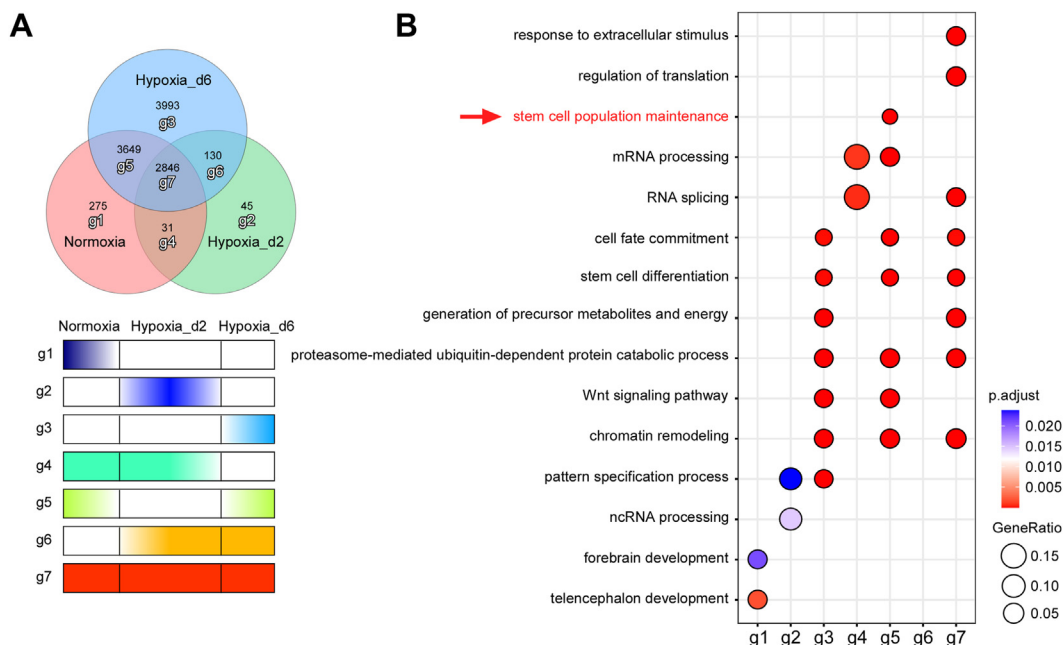 A
Hypoxia_d6
3993
g3
3649
g5
2846
g7
130
g6
275
g1
Normoxia
31
g4
45
g2
Hypoxia_d2
Normoxia Hypoxia_d2 Hypoxia_d6
g1
g2
g3
g4
g5
g6
g7
B
response to extracellular stimulus
regulation of translation
stem cell population maintenance
mRNA processing
RNA splicing
cell fate commitment
stem cell differentiation
generation of precursor metabolites and energy
proteasome-mediated ubiquitin-dependent protein catabolic process
Wnt signaling pathway
chromatin remodeling
pattern specification process
ncRNA processing
forebrain development
telencephalon development
g1 g2 g3 g4 g5 g6 g7
p.adjust
0.020
0.015
0.010
0.005
GeneRatio
0.15
0.10
0.05